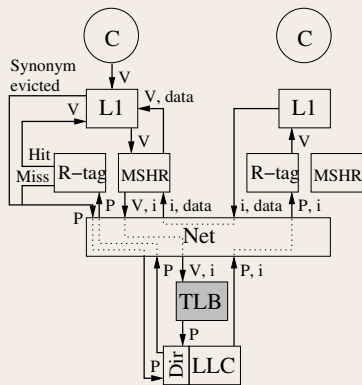 C C
Synonym
evicted
V
L1 L1
V V, data
V V
Hit
Miss
R-tag MSHR R-tag MSHR
P P V, i i, data i, data P, i
Net
V, i P, i
TLB
P P
Dir LLC